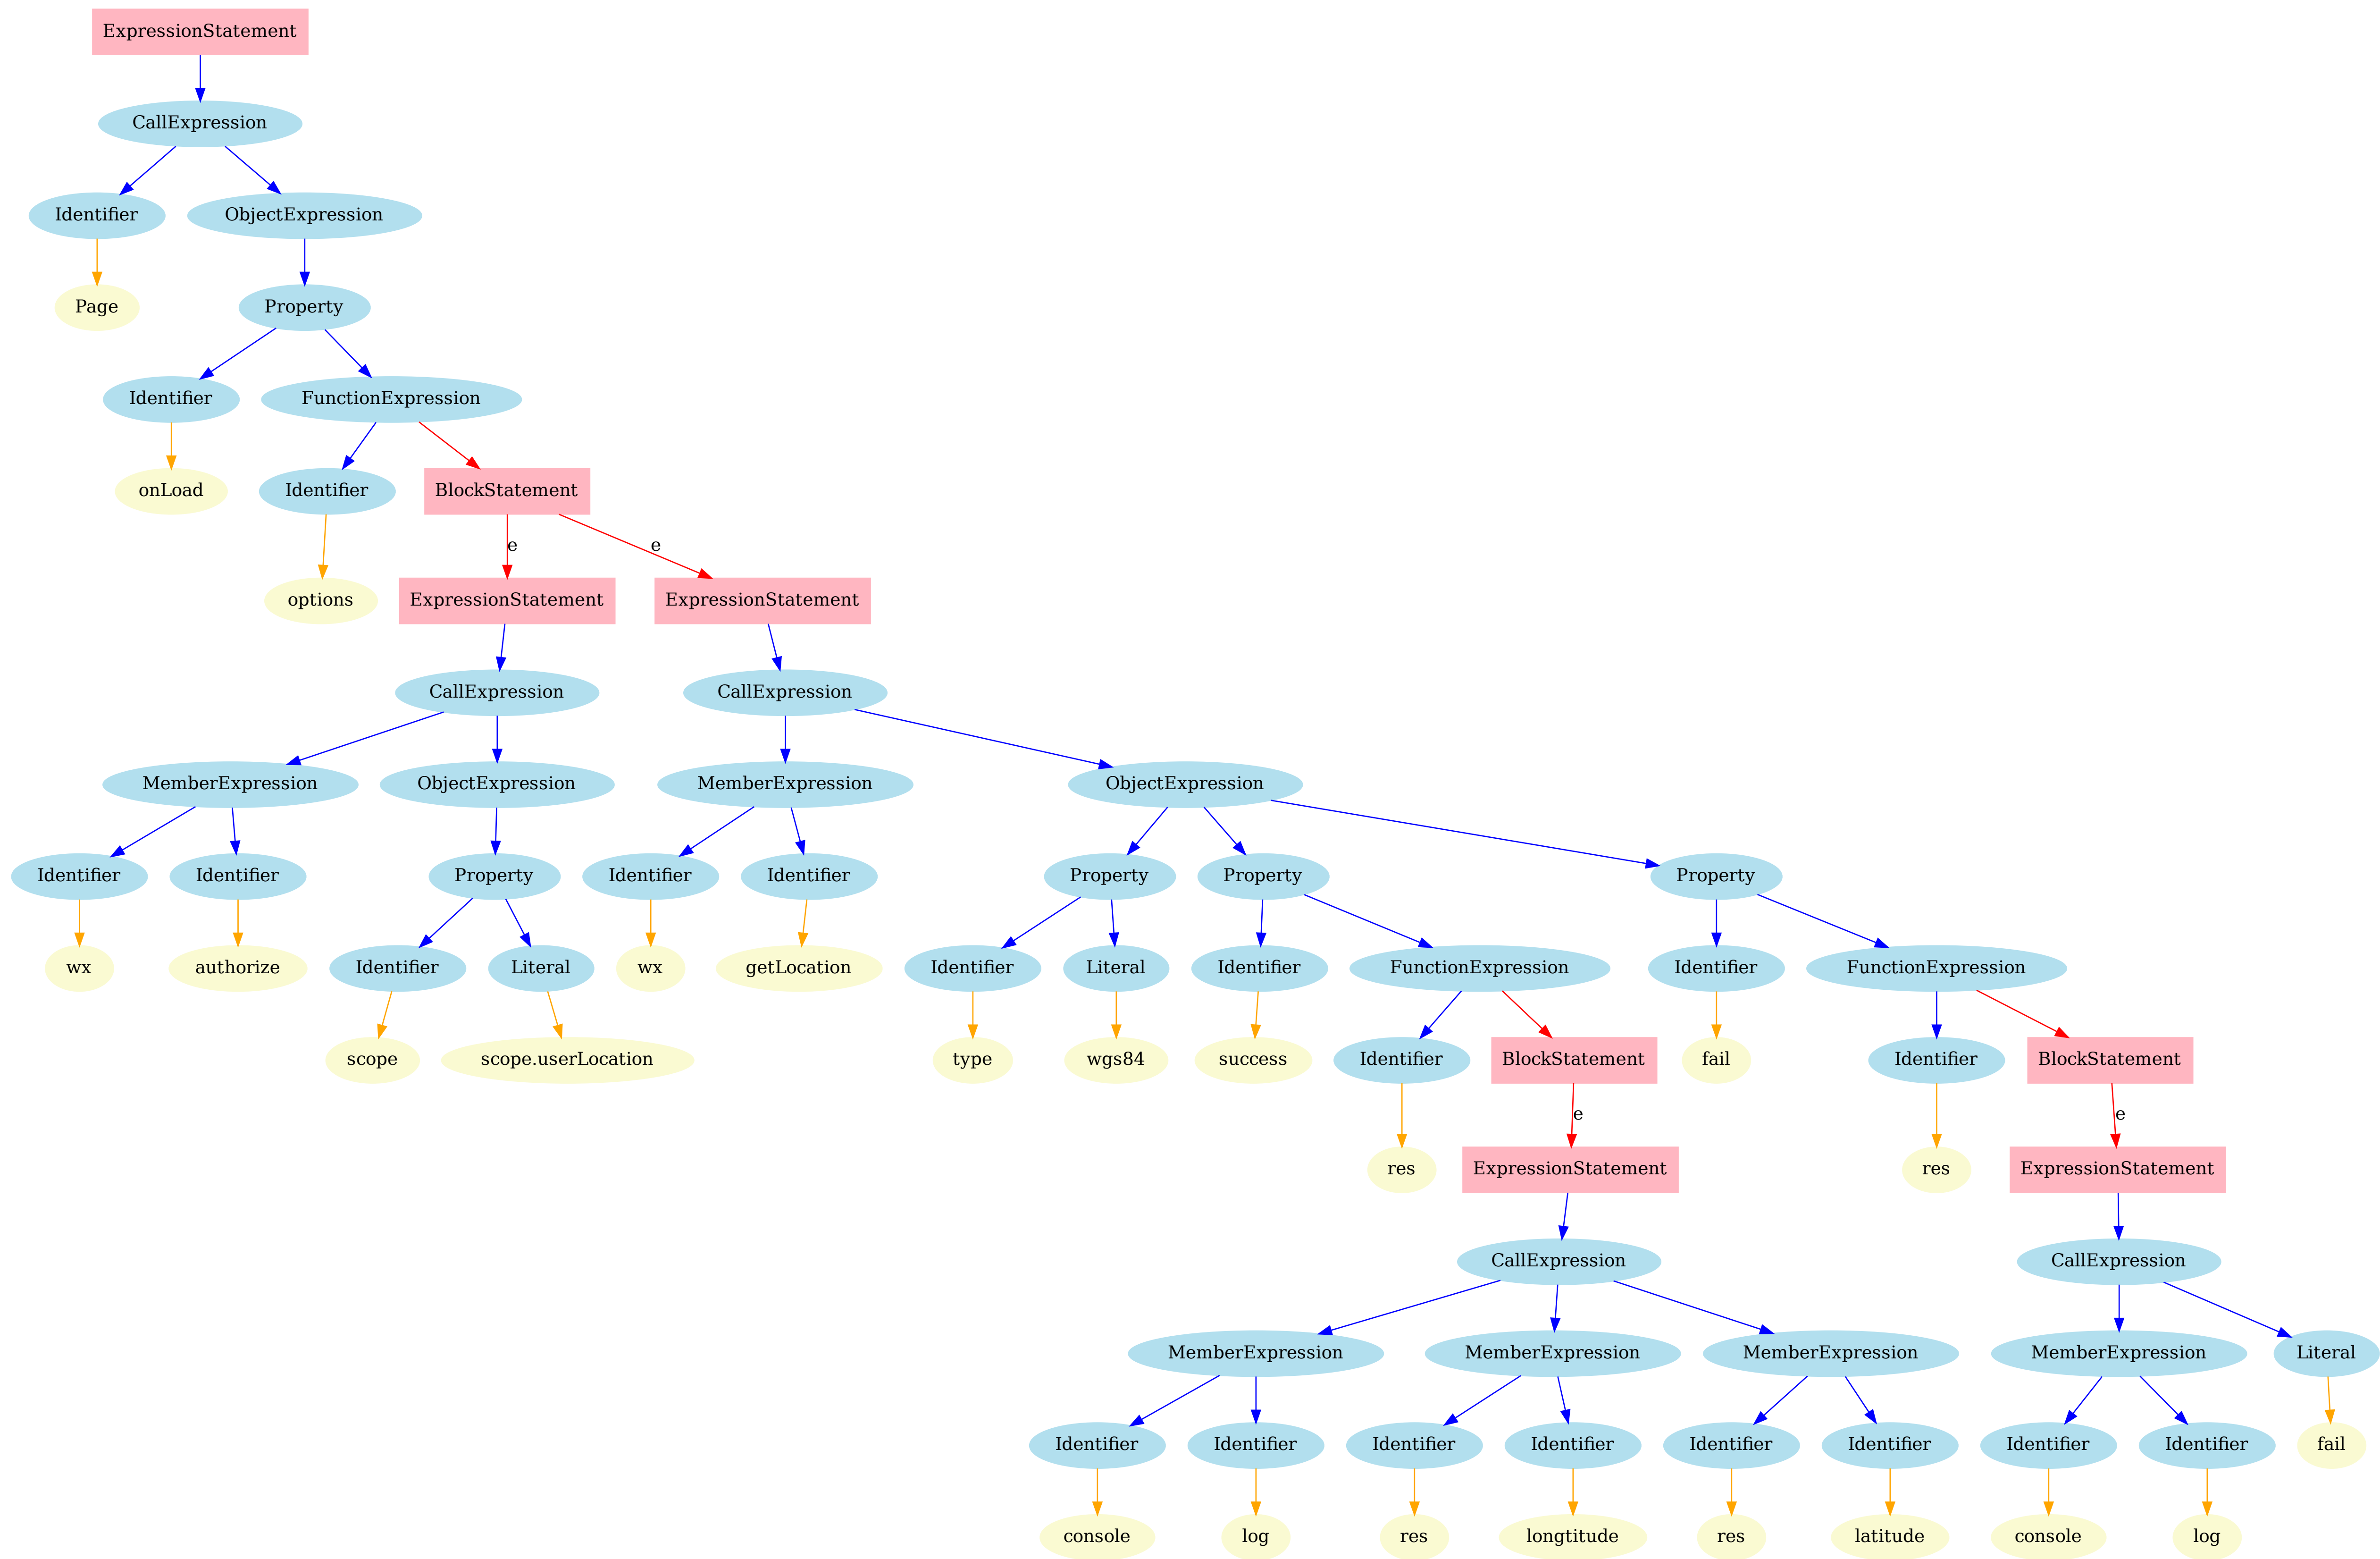 ExpressionStatement
CallExpression
Identifier ObjectExpression
Page Property
Identifier FunctionExpression
onLoad Identifier BlockStatement
e e
options ExpressionStatement ExpressionStatement
CallExpression CallExpression
MemberExpression ObjectExpression MemberExpression ObjectExpression
Identifier Identifier Property Identifier Identifier Property Property Property
wx authorize Identifier Literal wx getLocation Identifier Literal Identifier FunctionExpression Identifier FunctionExpression
scope scope.userLocation type wgs84 success Identifier BlockStatement fail Identifier BlockStatement
e e
res ExpressionStatement res ExpressionStatement
CallExpression CallExpression
MemberExpression MemberExpression MemberExpression MemberExpression Literal
Identifier Identifier Identifier Identifier Identifier Identifier Identifier Identifier fail
console log res longtitude res latitude console log